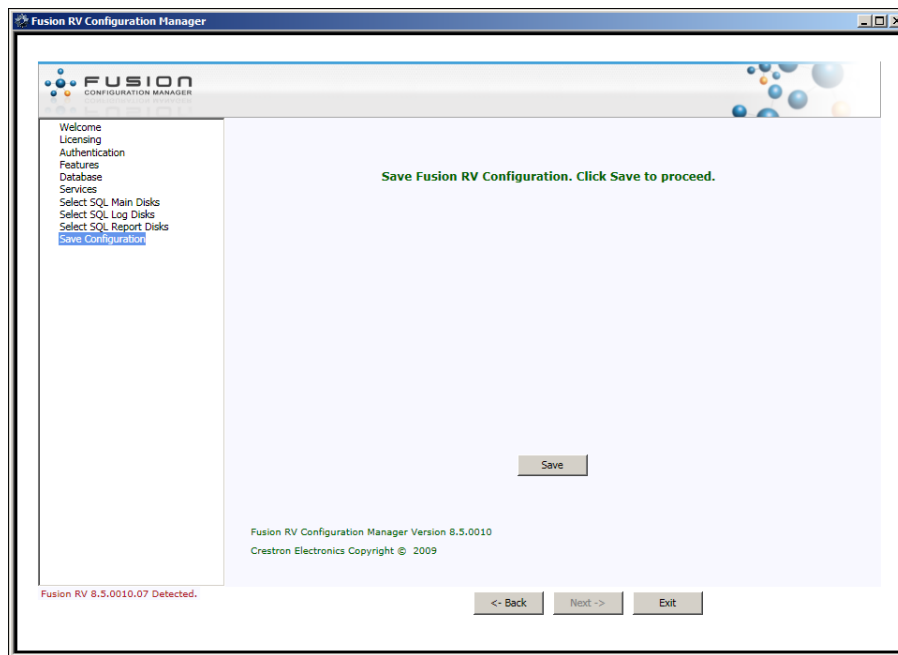 Fusion RV Configuration Manager
FUSION
CONFIGURATION MANAGER
Welcome
Licensing
Authentication
Features
Database
Services
Select SQL Main Disks
Select SQL Log Disks
Select SQL Report Disks
Save Configuration
Save Fusion RV Configuration. Click Save to proceed.
Save
Fusion RV Configuration Manager Version 8.5.0010
Crestron Electronics Copyright © 2009
Fusion RV 8.5.0010.07 Detected.
<- Back
Next ->
Exit